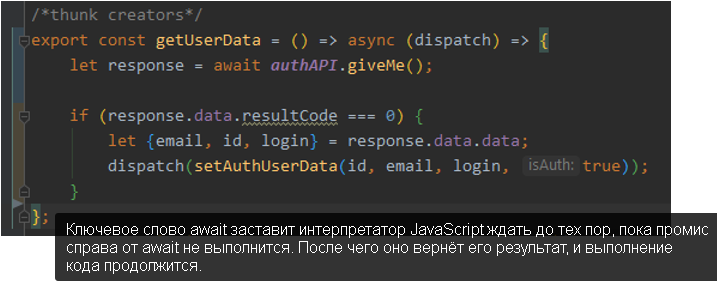 /*thunk creators*/
export const getUserData = () => async (dispatch) => {
let response = await authAPI.giveMe();
if (response.data.resultCode === 0) {
let {email, id, login} = response.data.data;
dispatch(setAuthUserData(id, email, login, isAuth: true));
}
};
Ключевое слово await заставит интерпретатор JavaScript ждать до тех пор, пока промис
справа от await не выполнится. После чего оно вернёт его результат, и выполнение
кода продолжится.